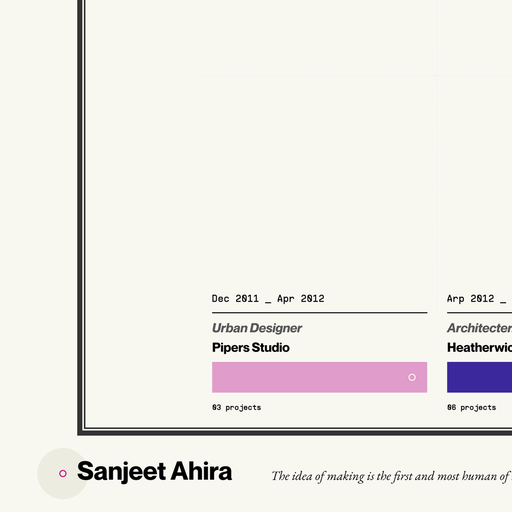 Dec 2011 _ Apr 2012
Urban Designer
Pipers Studio
03 projects
Arp 2012 _
Architecter
Heatherwic
06 projects
Sanjeet Ahira
The idea of making is the first and most human of